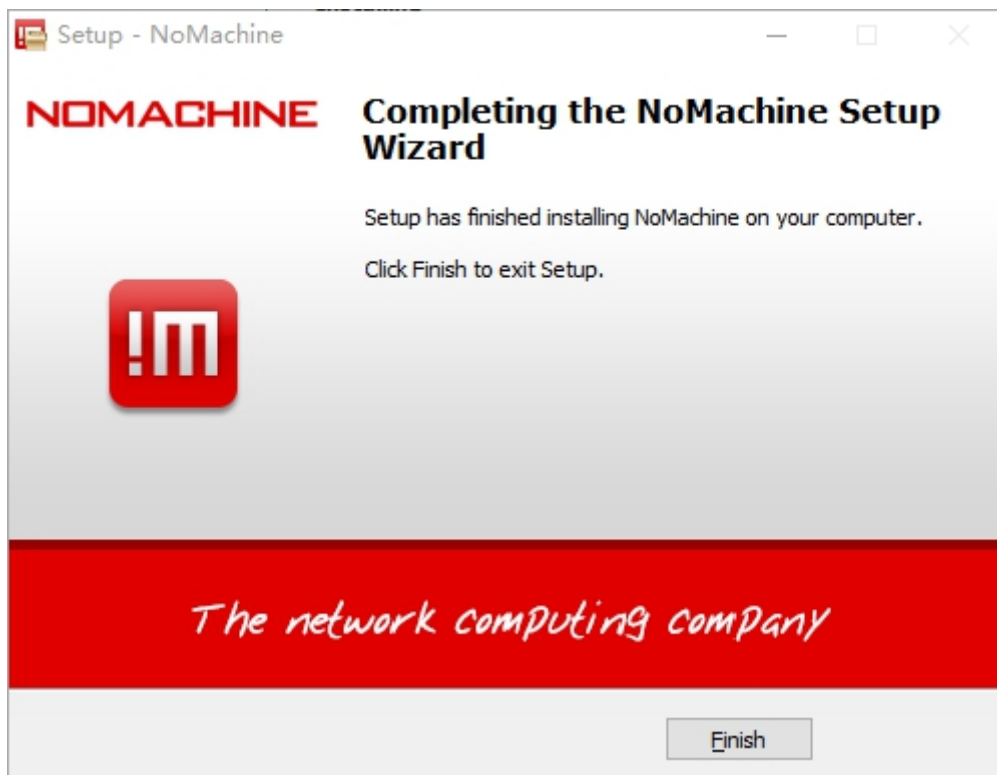 Setup - NoMachine
NOMACHINE
Completing the NoMachine Setup
Wizard
Setup has finished installing NoMachine on your computer.
Click Finish to exit Setup.
!M
The network computing company
Finish